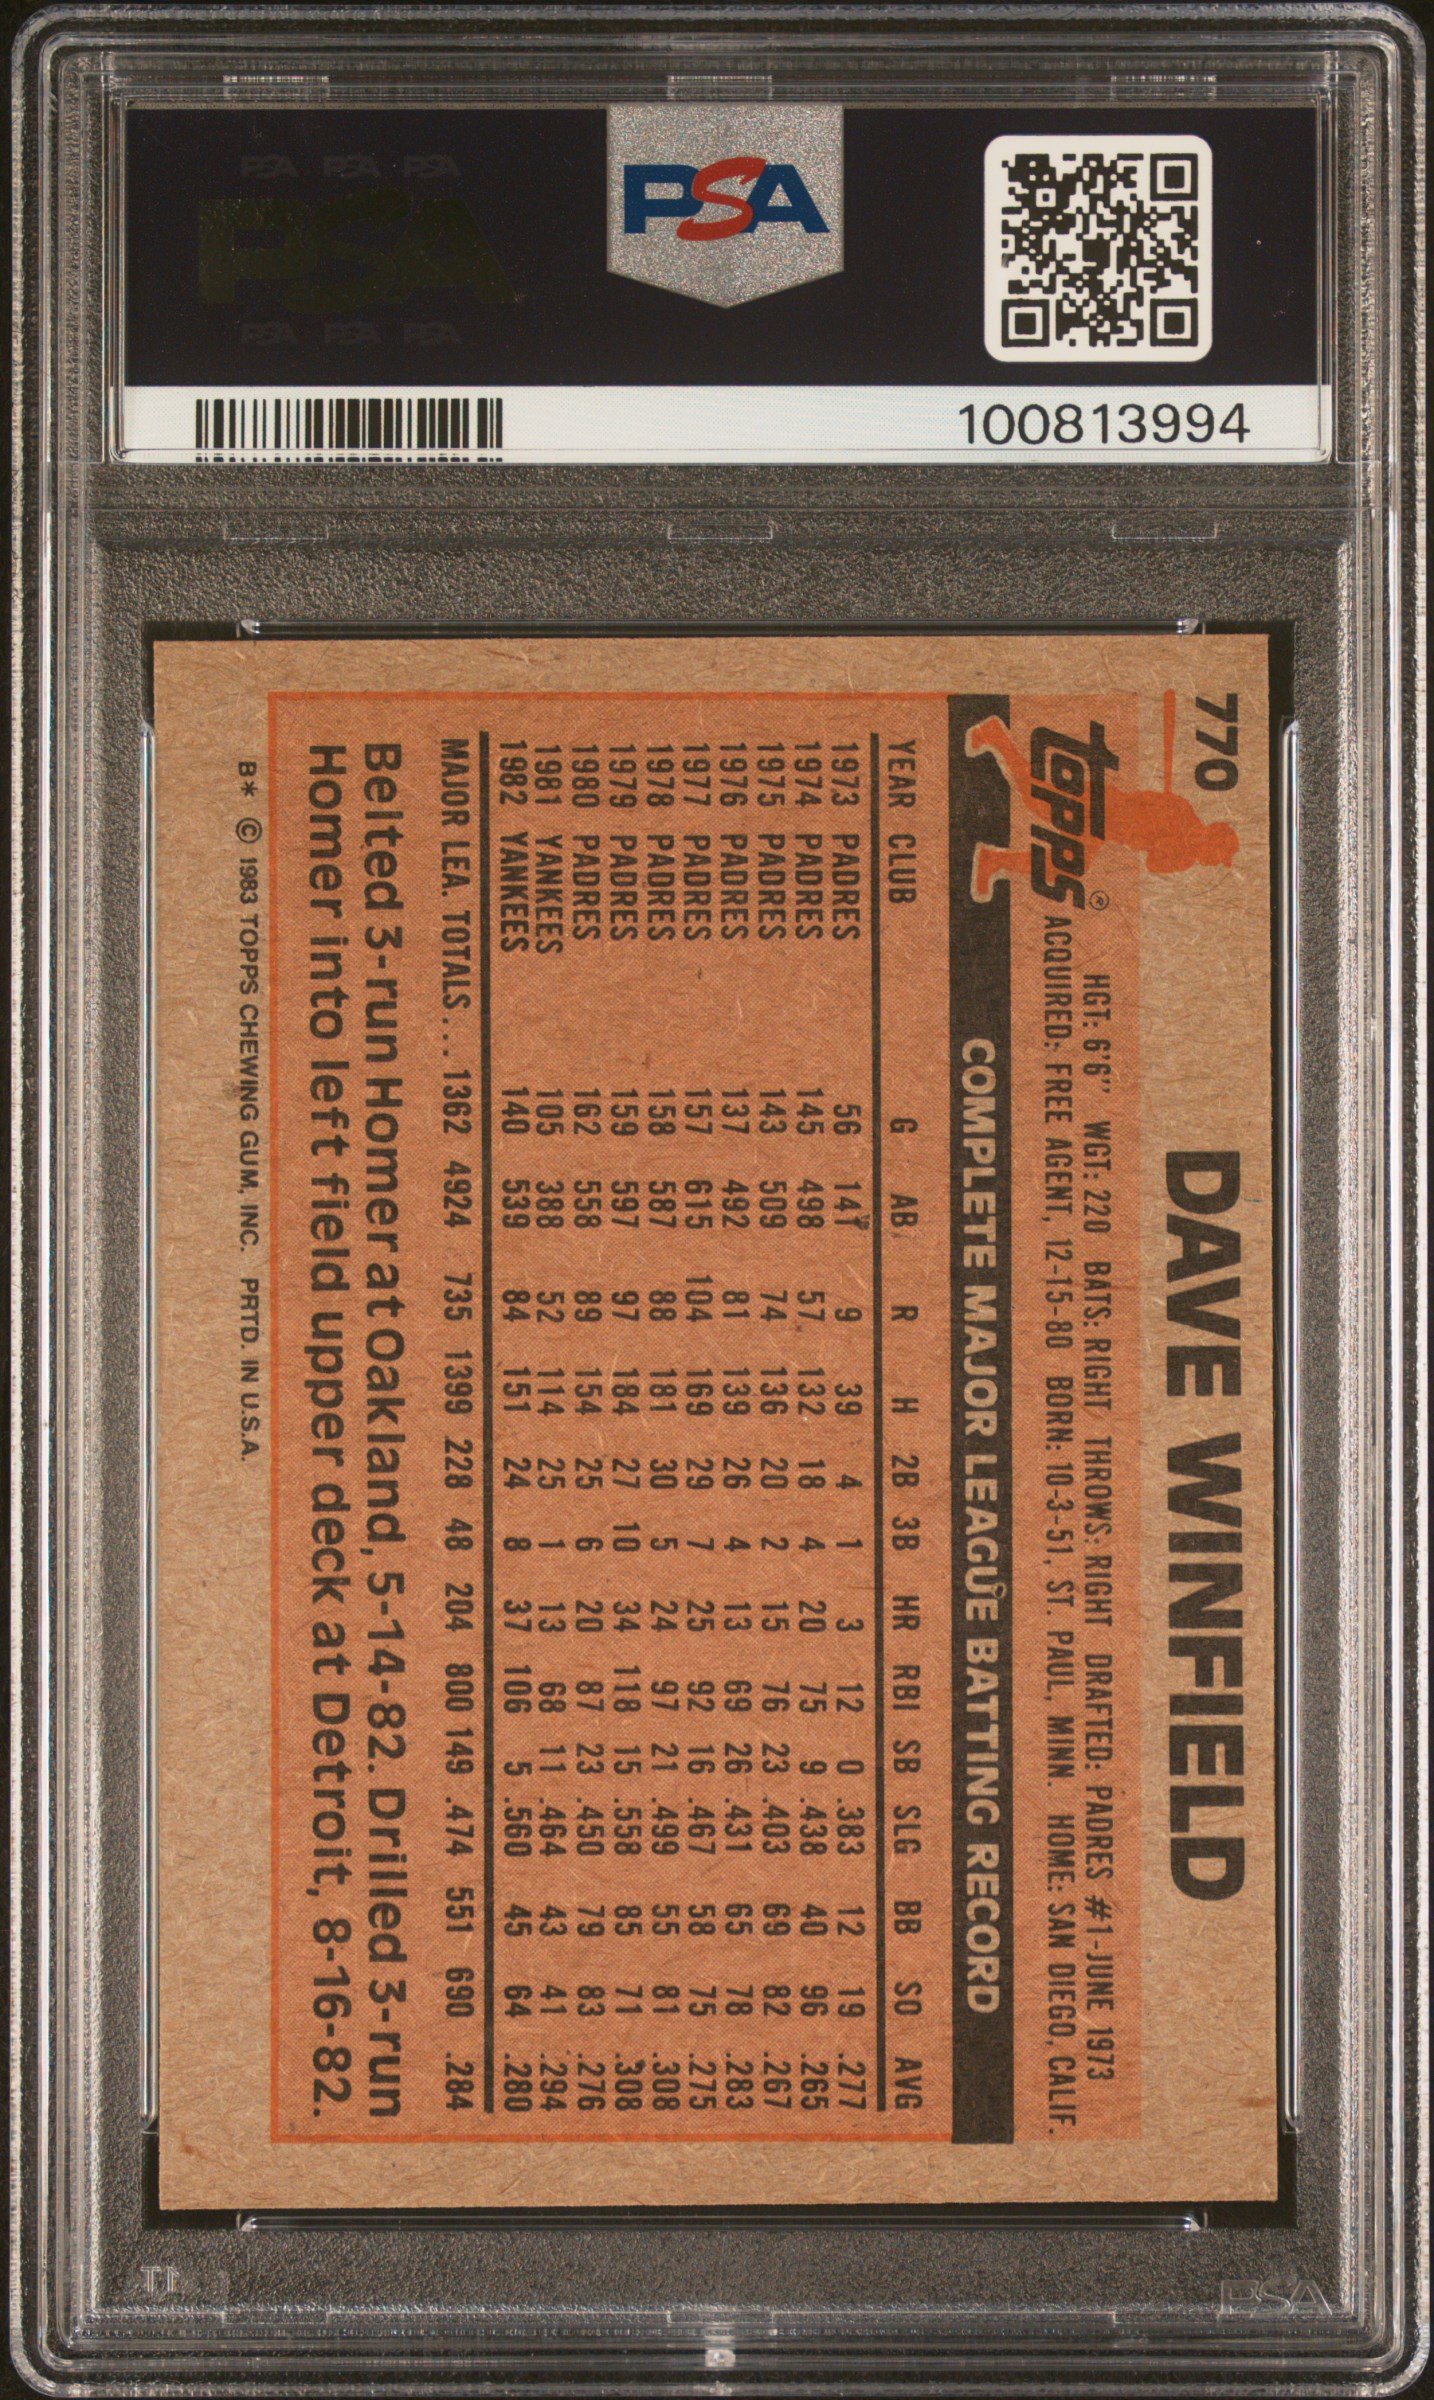 PSA PSA PSA
PSA
PSA PSA PSA
PSA
100813994
770 DAVE WINFIELD
topps®
HGT: 6'6" WGT: 220 BATS: RIGHT THROWS: RIGHT DRAFTED: PADRES #1-JUNE 1973
ACQUIRED: FREE AGENT, 12-15-80 BORN: 10-3-51, ST. PAUL, MINN. HOME: SAN DIEGO, CALIF.
COMPLETE MAJOR LEAGUE BATTING RECORD
YEAR CLUB G AB R H 2B 3B HR RBI SB SLG BB SO AVG
1973 PADRES 56 141 9 39 4 1 3 12 0 .383 12 19 .277
1974 PADRES 145 498 57 132 18 4 20 75 9 .438 40 96 .265
1975 PADRES 143 509 74 136 20 2 15 76 23 .403 69 82 .267
1976 PADRES 137 492 81 139 26 4 13 69 26 .431 65 78 .283
1977 PADRES 157 615 104 169 29 7 25 92 16 .467 58 75 .275
1978 PADRES 158 587 88 181 30 5 24 97 21 .499 55 81 .308
1979 PADRES 159 597 97 184 27 10 34 118 15 .558 85 71 .308
1980 PADRES 162 558 89 154 25 6 20 87 23 .450 79 83 .276
1981 YANKEES 105 388 52 114 25 1 13 68 11 .464 43 41 .294
1982 YANKEES 140 539 84 151 24 8 37 106 5 .560 45 64 .280
MAJOR LEA. TOTALS... 1362 4924 735 1399 228 48 204 800 149 .474 551 690 .284
Belted 3-run Homer at Oakland, 5-14-82. Drilled 3-run
Homer into left field upper deck at Detroit, 8-16-82.
B* © 1983 TOPPS CHEWING GUM, INC. PRTD. IN U.S.A.
PSA